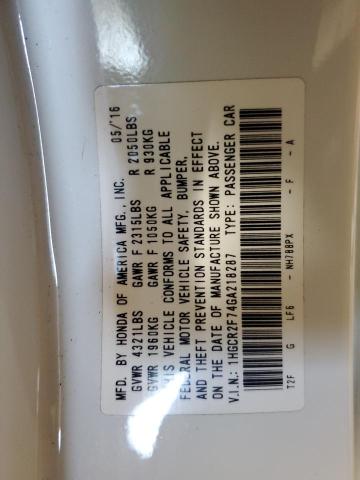 MFD. BY HONDA OF AMERICA MFG., INC. 05/'16
GVWR 4321LBS GAWR F 2315LBS R 2050LBS
GVWR 1960KG GAWR F 1050KG R 930KG
THIS VEHICLE CONFORMS TO ALL APPLICABLE
FEDERAL MOTOR VEHICLE SAFETY, BUMPER,
AND THEFT PREVENTION STANDARDS IN EFFECT
ON THE DATE OF MANUFACTURE SHOWN ABOVE.
V.I.N.: 1HGCR2F74GA218287 TYPE: PASSENGER CAR
T2F G LF6 - NH788PX - F - A